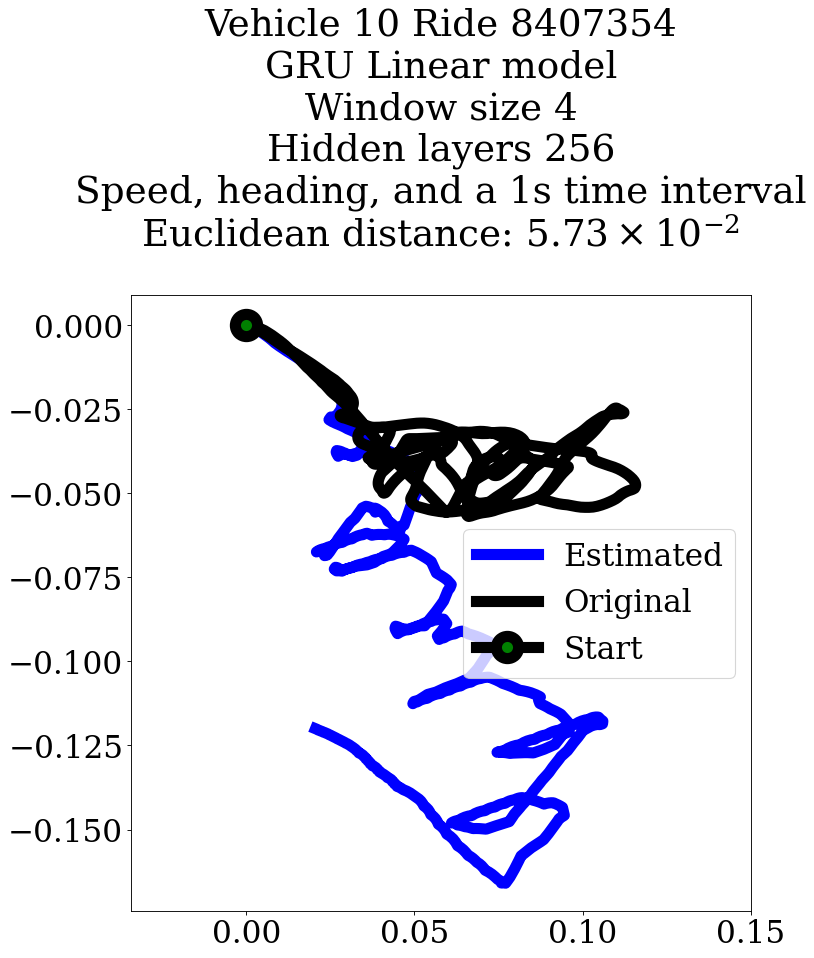 Vehicle 10 Ride 8407354
GRU Linear model
Window size 4
Hidden layers 256
Speed, heading, and a 1s time interval
Euclidean distance: 5.73 × 10⁻²
0.000
−0.025
−0.050
−0.075
−0.100
−0.125
−0.150
Estimated
Original
Start
0.00
0.05
0.10
0.15